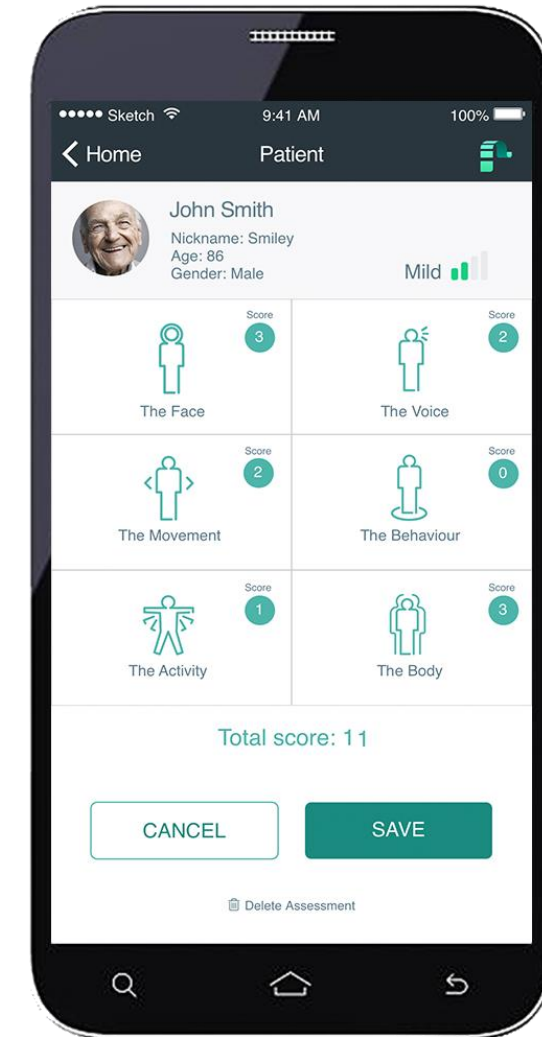 Sketch 9:41 AM 100%
Home Patient
John Smith
Nickname: Smiley
Age: 86
Gender: Male Mild
Score Score
3 2
The Face The Voice
Score Score
2 0
The Movement The Behaviour
Score Score
1 3
The Activity The Body
Total score: 11
CANCEL SAVE
Delete Assessment